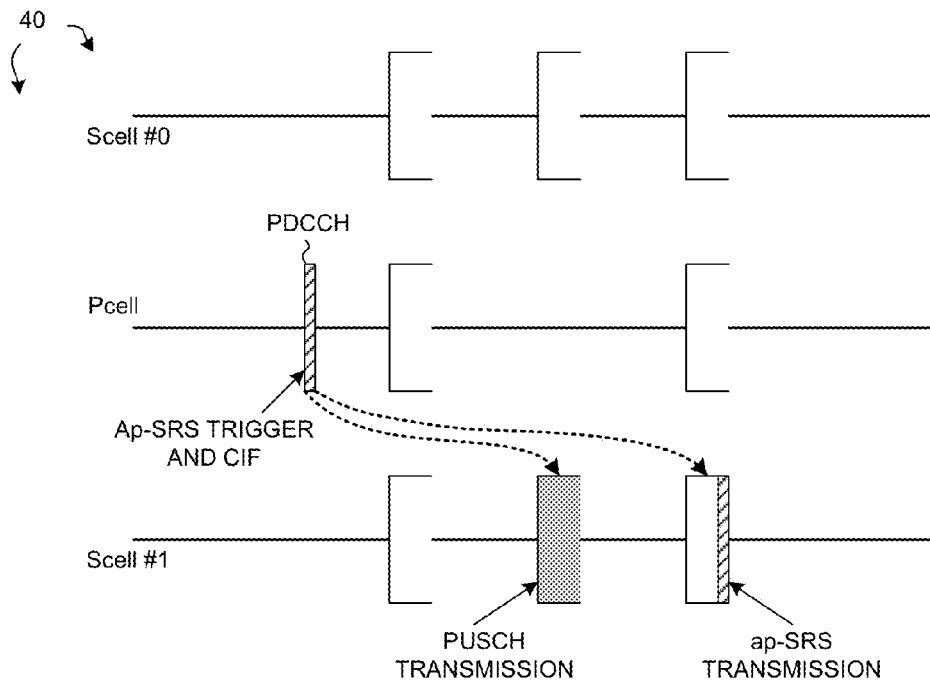 40
Scell #0
PDCCH
Pcell
Ap-SRS TRIGGER
AND CIF
Scell #1
PUSCH
TRANSMISSION
ap-SRS
TRANSMISSION